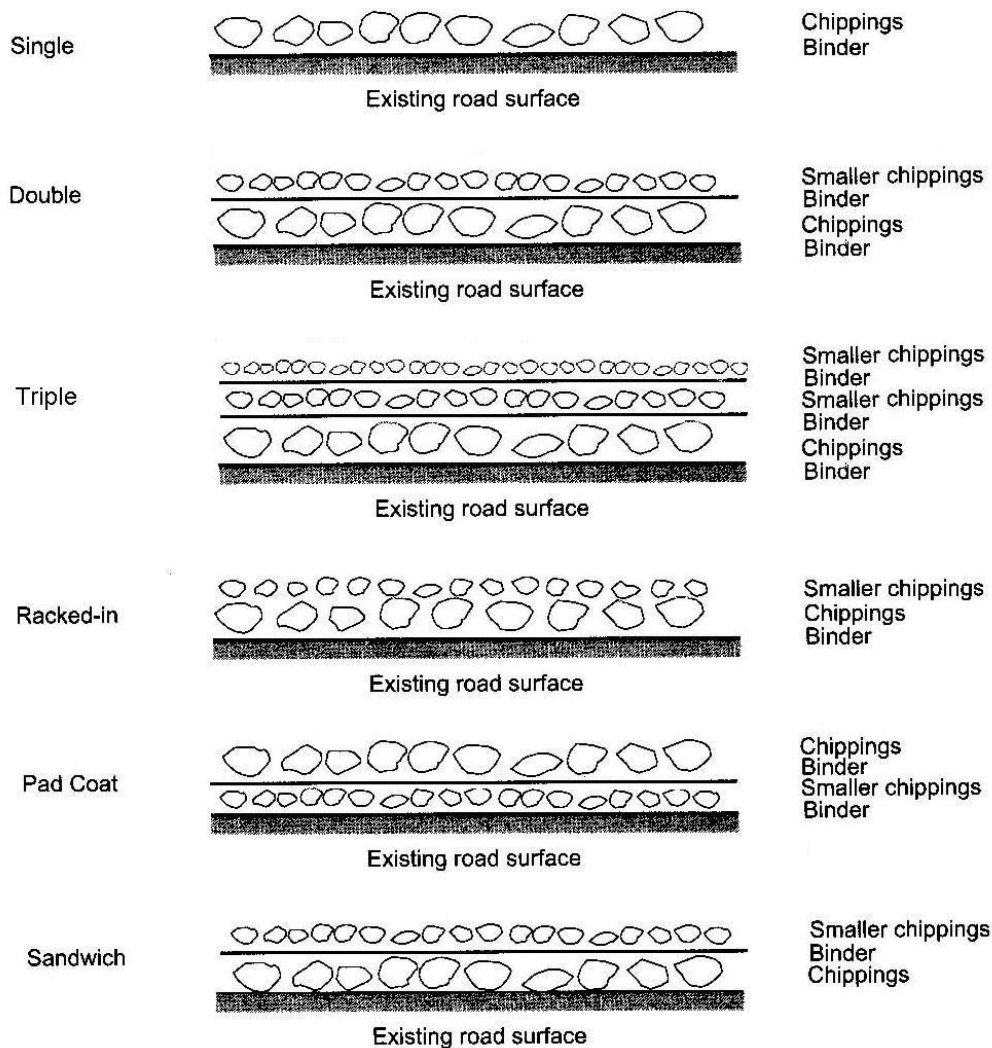 Single
Chippings
Binder
Existing road surface
Double
Smaller chippings
Binder
Chippings
Binder
Existing road surface
Triple
Smaller chippings
Binder
Smaller chippings
Binder
Chippings
Binder
Existing road surface
Racked-in
Smaller chippings
Chippings
Binder
Existing road surface
Pad Coat
Chippings
Binder
Smaller chippings
Binder
Existing road surface
Sandwich
Smaller chippings
Binder
Chippings
Existing road surface